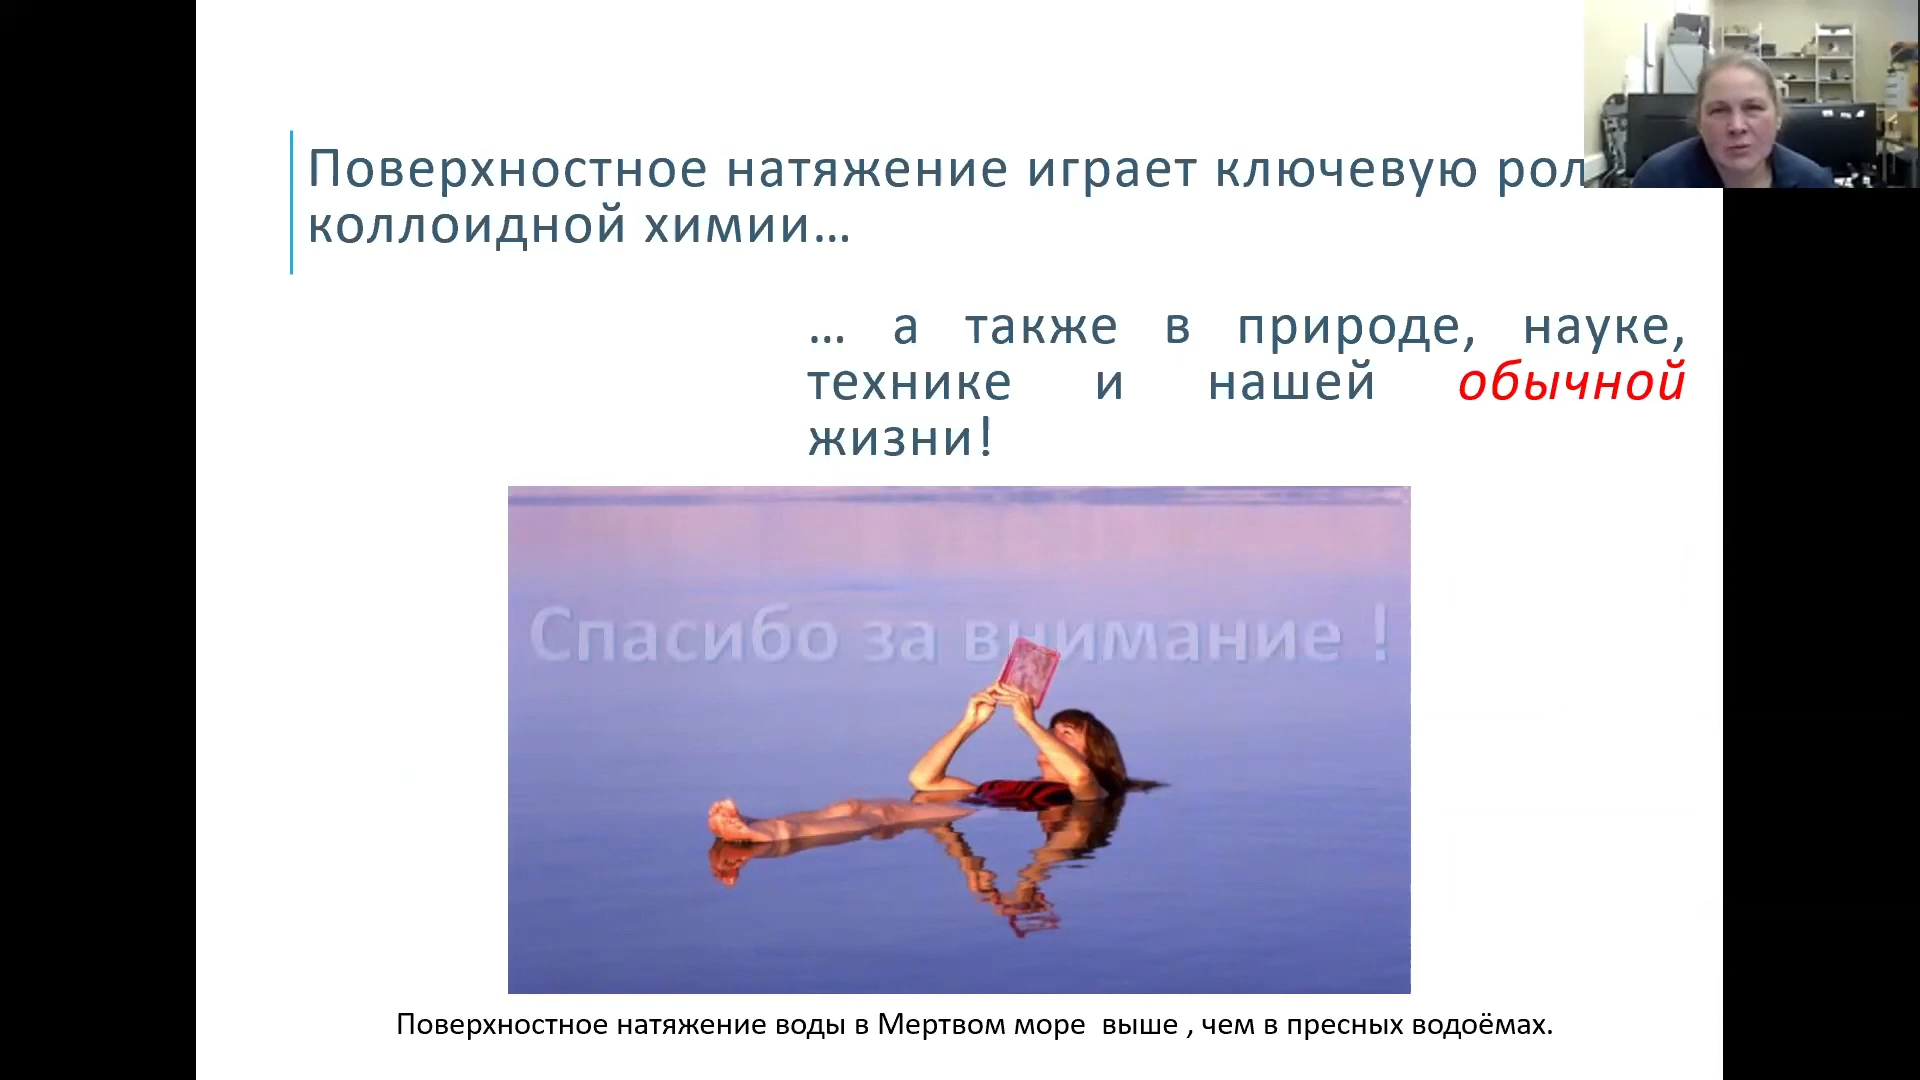 Поверхностное натяжение играет ключевую
коллоидной химии…
… а также в природе, науке,
технике и нашей обычной
жизни!
Спасибо за внимание !
Поверхностное натяжение воды в Мертвом море выше , чем в пресных водоёмах.